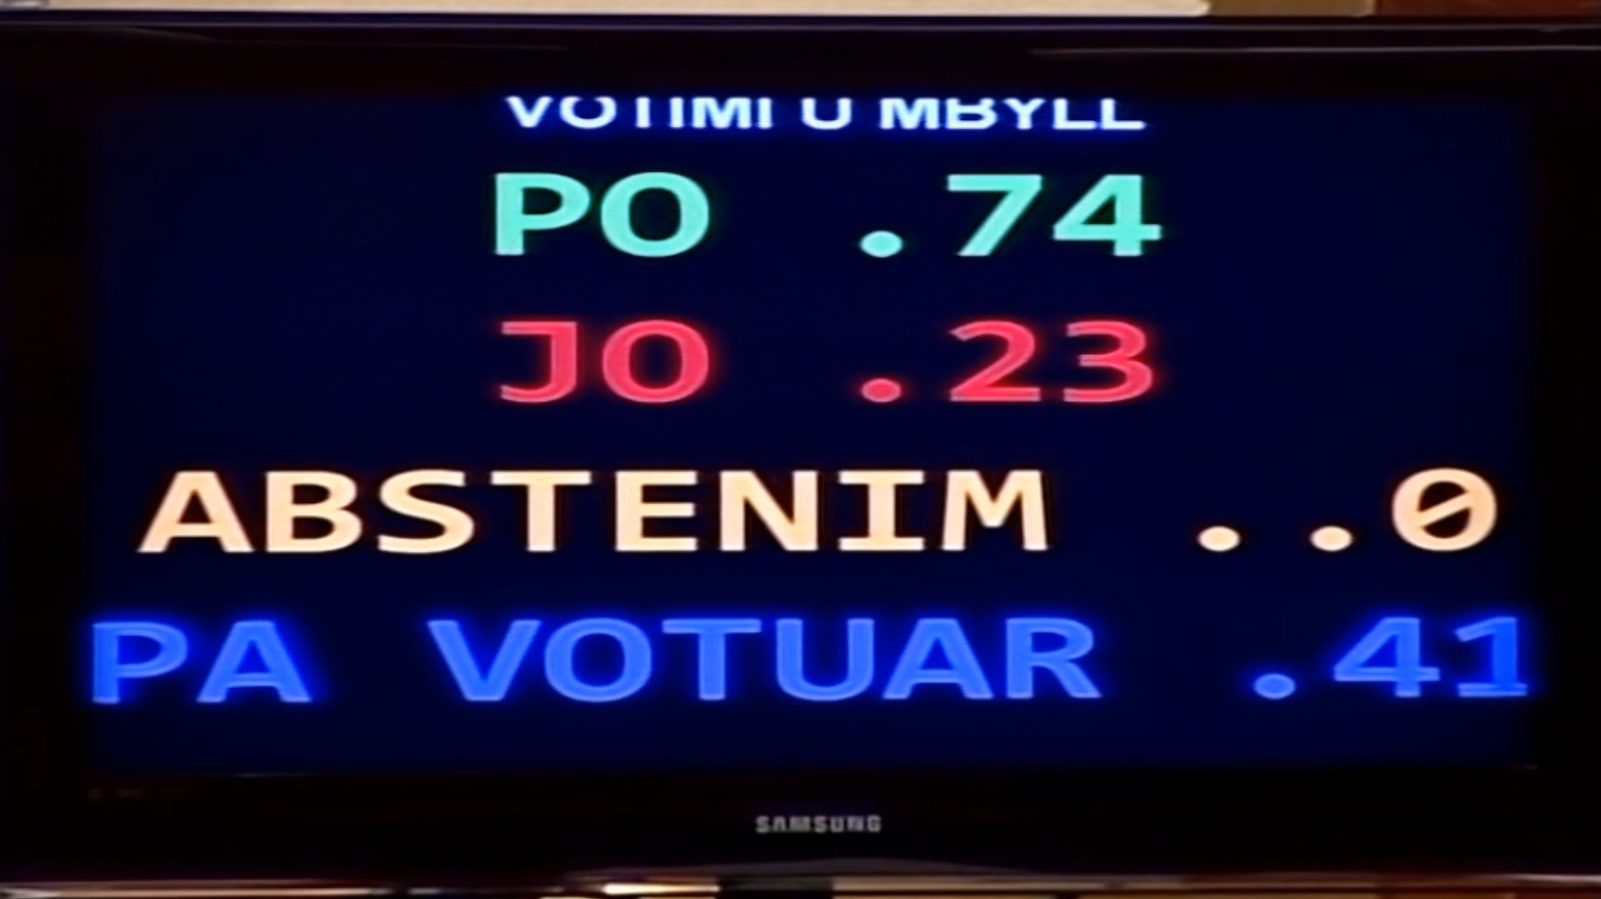 VOTIMI U MBYLL
PO .74
JO .23
ABSTENIM ..0
PA VOTUAR .41
SAMSUNG